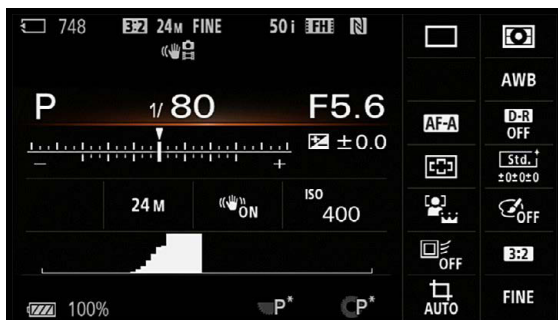 748 3:2 24M FINE 50i FH N
AWB
P 1/80 F5.6
AF-A D-R OFF
±0.0
- +
Std. ±0±0±0
24M ON ISO 400
OFF
OFF 3:2
100% P* P* AUTO FINE